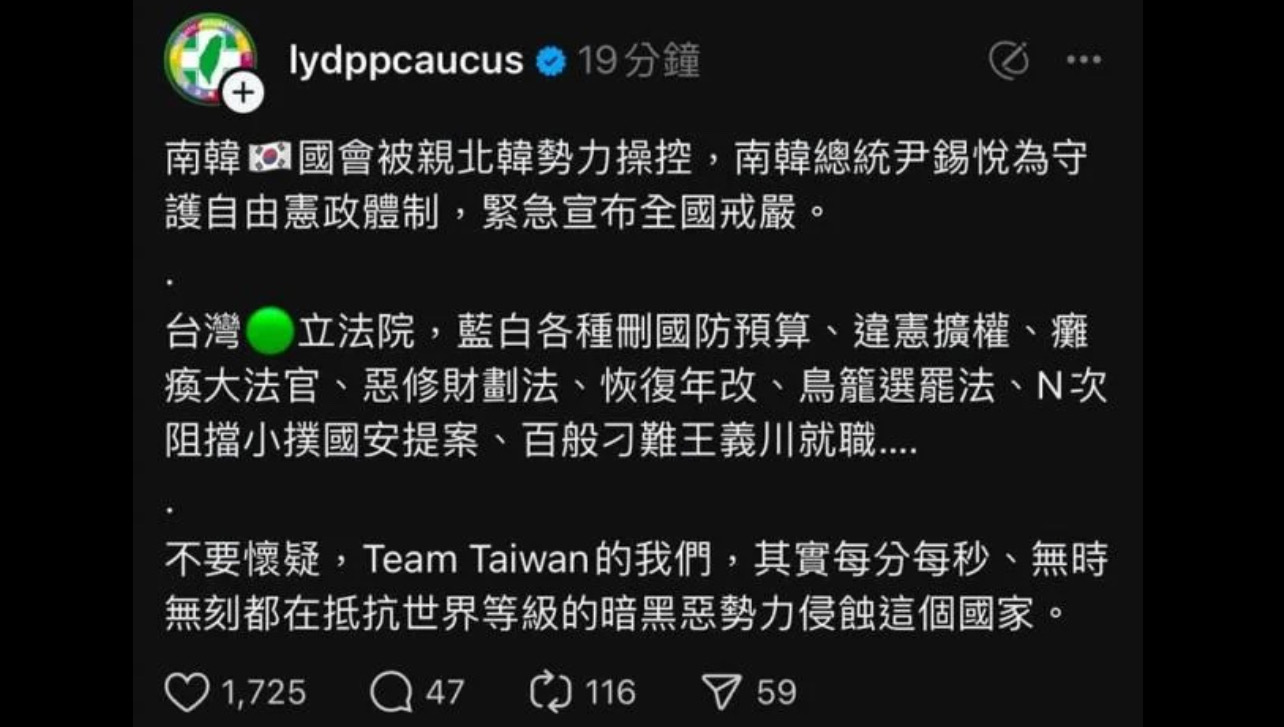 lydppcaucus 19分鐘
南韓🇰🇷國會被親北韓勢力操控，南韓總統尹錫悅為守
護自由憲政體制，緊急宣布全國戒嚴。
.
台灣🟢立法院，藍白各種刪國防預算、違憲擴權、癱
瘓大法官、惡修財劃法、恢復年改、鳥籠選罷法、N次
阻擋小撲國安提案、百般刁難王義川就職....
.
不要懷疑，Team Taiwan的我們，其實每分每秒、無時
無刻都在抵抗世界等級的暗黑惡勢力侵蝕這個國家。
1,725 47 116 59